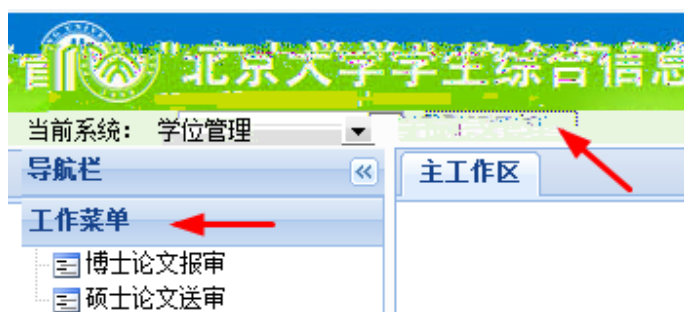 北京大学学生综合信息
当前系统： 学位管理
导航栏
主工作区
工作菜单
博士论文报审
硕士论文送审